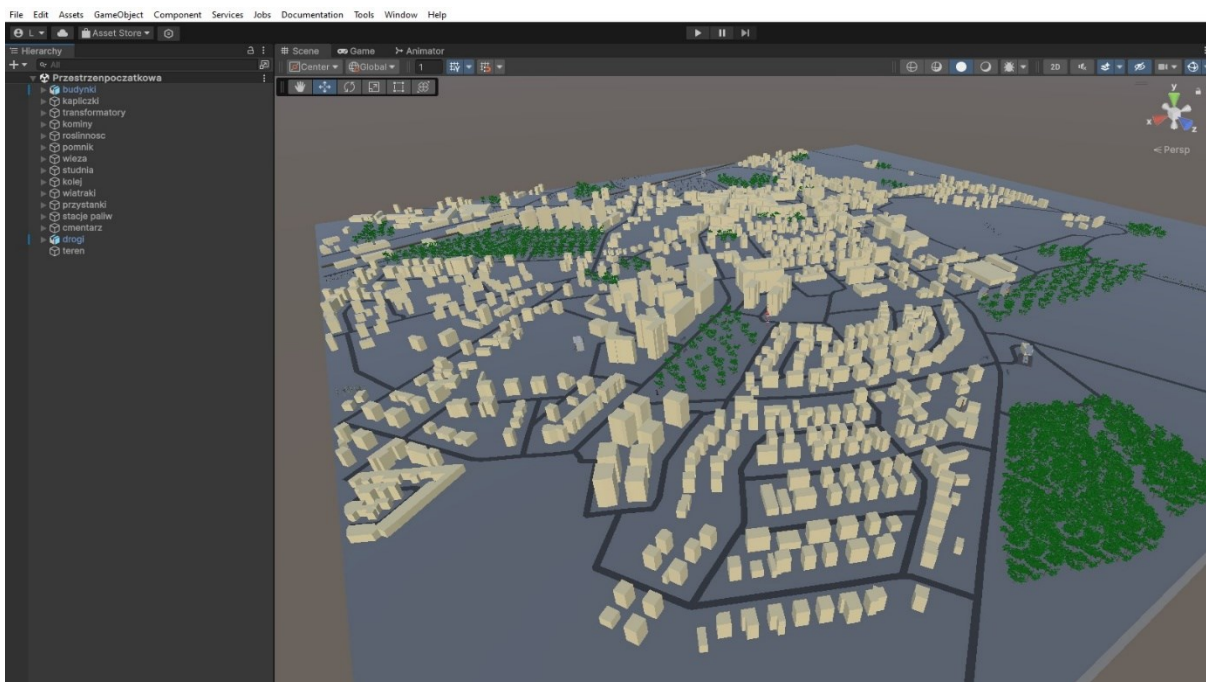 File Edit Assets GameObject Component Services Jobs Documentation Tools Window Help
L Asset Store
Hierarchy # Scene Game Animator
All Center Global 1 2D
Przestrzenpoczatkowa
budynki
kapliczki
transformatory
kominy
roslinnosc
pomnik
wieza
studnia
kolej
wiatraki
przystanki
stacje paliw
cmentarz
drogi
teren
y
x
z
Persp